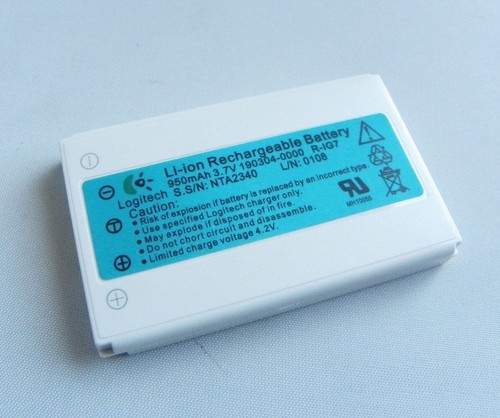 Li-ion Rechargeable Battery
950mAh 3.7V 190304-0000 R-IG7
Logitech S.S/N: NTA2340 L/N: 0108
Caution:
Risk of explosion if battery is replaced by an incorrect type.
Use specified Logitech charger only.
May explode if disposed of in fire.
Do not short circuit and disassemble.
Limited charge voltage 4.2V.
MH10566